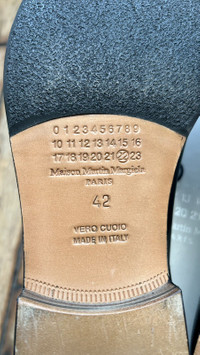 0 1 2 3 4 5 6 7 8 9
10 11 12 13 14 15 16
17 18 19 20 21 22 23
Maison Martin Margiela
PARIS
42
VERO CUOIO
MADE IN ITALY